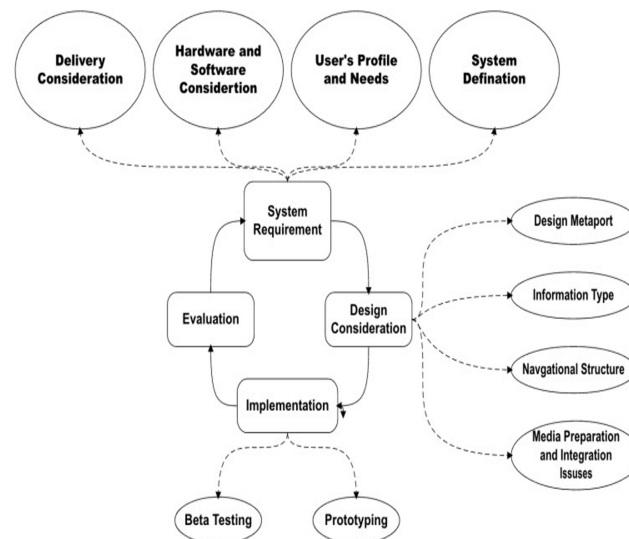 Delivery
Consideration
Hardware and
Software
Considertion
User's Profile
and Needs
System
Defination
System
Requirement
Design Metaport
Information Type
Evaluation
Design
Consideration
Navgational Structure
Implementation
Media Preparation
and Integration
Issuses
Beta Testing
Prototyping